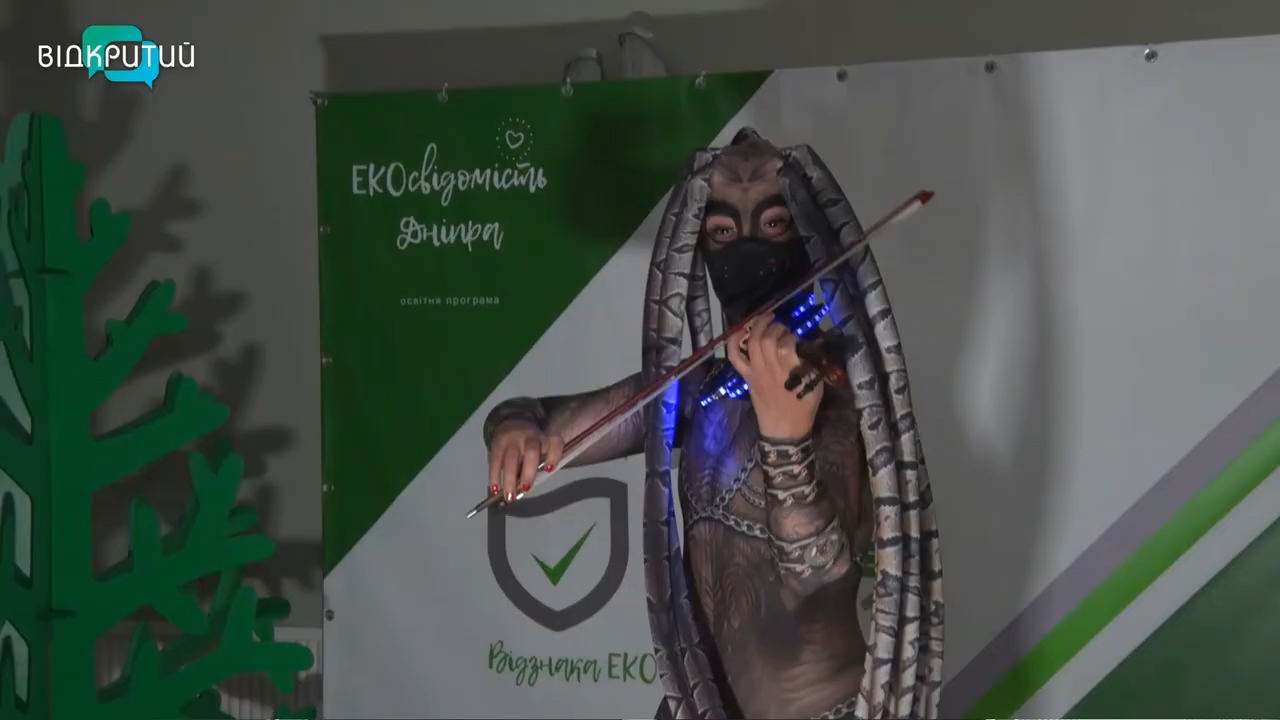 ВІДКРИТИЙ
ЕКОсвідомість
Дніпра
освітня програма
Відзнака ЕКО